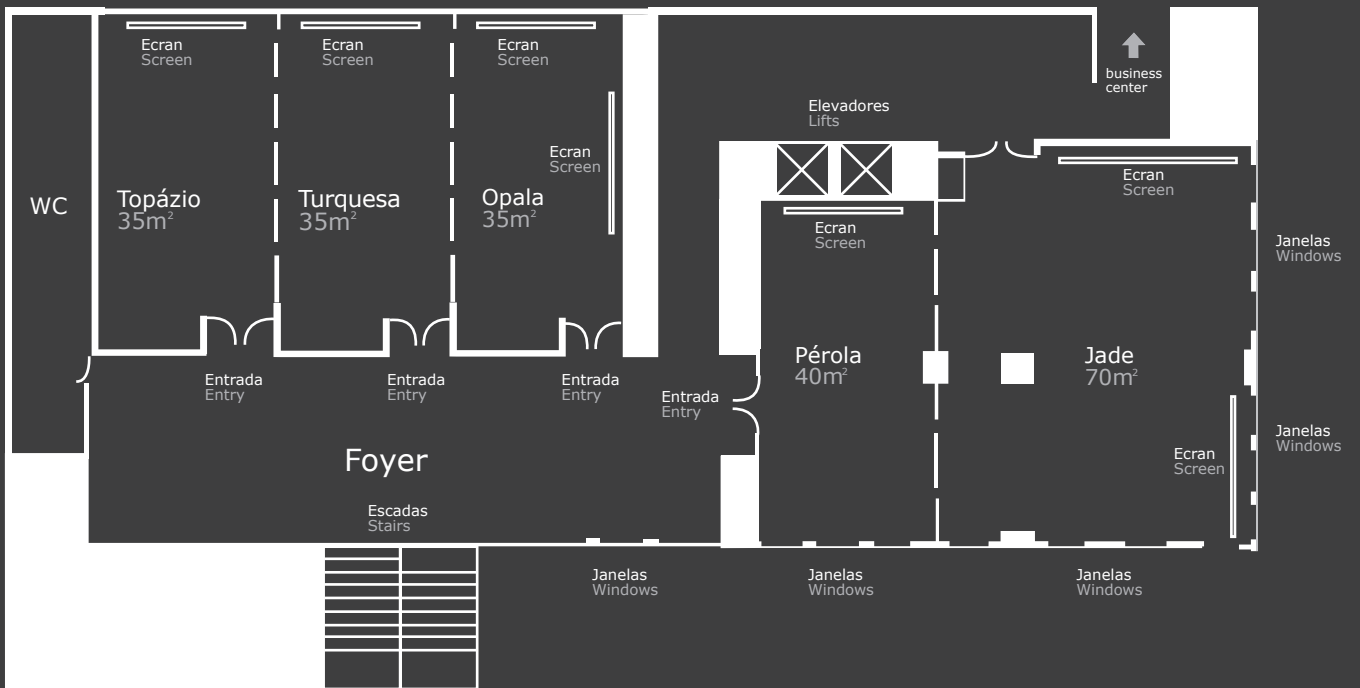 Ecran
Screen
Ecran
Screen
Ecran
Screen
business
center
Elevadores
Lifts
Ecran
Screen
Ecran
Screen
WC
Topázio
35m²
Turquesa
35m²
Opala
35m²
Ecran
Screen
Janelas
Windows
Pérola
40m²
Jade
70m²
Entrada
Entry
Entrada
Entry
Entrada
Entry
Entrada
Entry
Janelas
Windows
Foyer
Ecran
Screen
Escadas
Stairs
Janelas
Windows
Janelas
Windows
Janelas
Windows